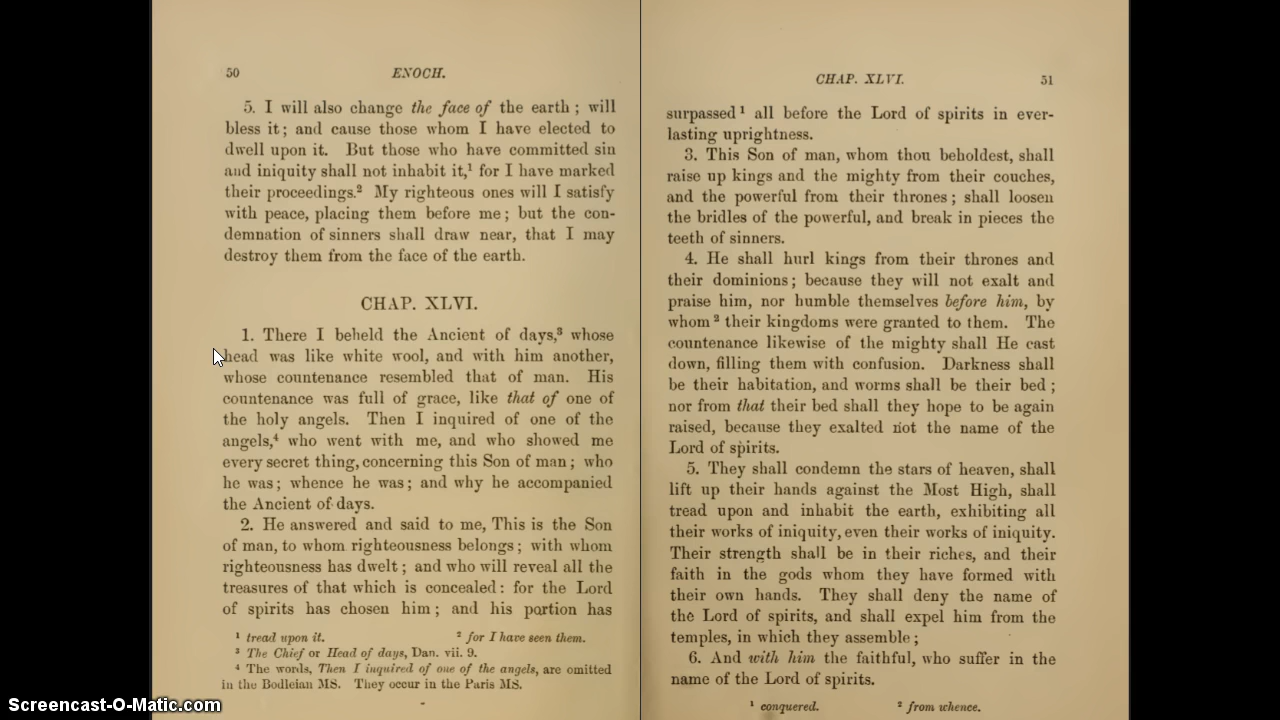 50
ENOCH.
5. I will also change the face of the earth ; will
bless it ; and cause those whom I have elected to
dwell upon it. But those who have committed sin
and iniquity shall not inhabit it,¹ for I have marked
their proceedings.² My righteous ones will I satisfy
with peace, placing them before me ; but the con-
demnation of sinners shall draw near, that I may
destroy them from the face of the earth.
CHAP. XLVI.
1. There I beheld the Ancient of days,³ whose
head was like white wool, and with him another,
whose countenance resembled that of man. His
countenance was full of grace, like that of one of
the holy angels. Then I inquired of one of the
angels,⁴ who went with me, and who showed me
every secret thing, concerning this Son of man ; who
he was ; whence he was ; and why he accompanied
the Ancient of days.
2. He answered and said to me, This is the Son
of man, to whom righteousness belongs ; with whom
righteousness has dwelt ; and who will reveal all the
treasures of that which is concealed : for the Lord
of spirits has chosen him ; and his portion has
¹ tread upon it. ² for I have seen them.
³ The Chief or Head of days, Dan. vii. 9.
⁴ The words, Then I inquired of one of the angels, are omitted
in the Bodleian MS. They occur in the Paris MS.
CHAP. XLVI.
51
surpassed ¹ all before the Lord of spirits in ever-
lasting uprightness.
3. This Son of man, whom thou beholdest, shall
raise up kings and the mighty from their couches,
and the powerful from their thrones ; shall loosen
the bridles of the powerful, and break in pieces the
teeth of sinners.
4. He shall hurl kings from their thrones and
their dominions ; because they will not exalt and
praise him, nor humble themselves before him, by
whom ² their kingdoms were granted to them. The
countenance likewise of the mighty shall He cast
down, filling them with confusion. Darkness shall
be their habitation, and worms shall be their bed ;
nor from that their bed shall they hope to be again
raised, because they exalted not the name of the
Lord of spirits.
5. They shall condemn the stars of heaven, shall
lift up their hands against the Most High, shall
tread upon and inhabit the earth, exhibiting all
their works of iniquity, even their works of iniquity.
Their strength shall be in their riches, and their
faith in the gods whom they have formed with
their own hands. They shall deny the name of
the Lord of spirits, and shall expel him from the
temples, in which they assemble ;
6. And with him the faithful, who suffer in the
name of the Lord of spirits.
¹ conquered. ² from whence.
Screencast-O-Matic.com